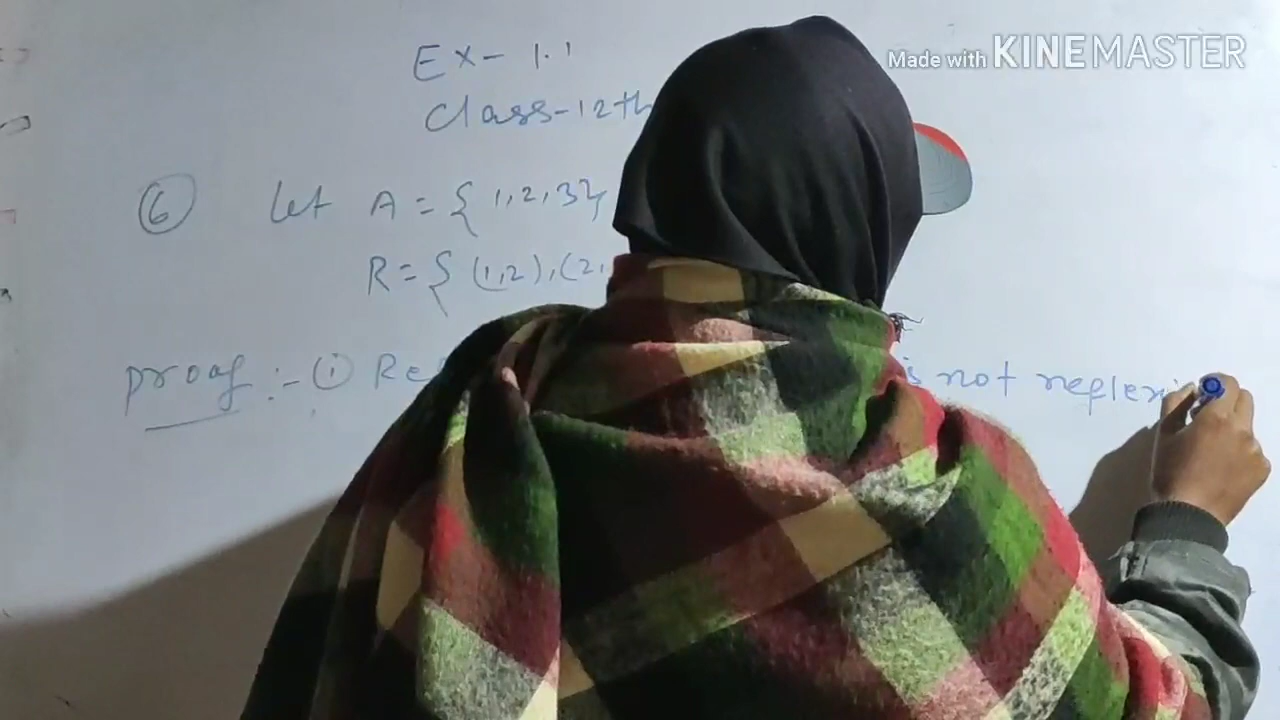 Made with KINEMASTER
Ex- 1.1
Class-12th
⑥ Let A = { 1,2,3},
R = { (1,2),(2,
Proof :- ① Re is not reflexi